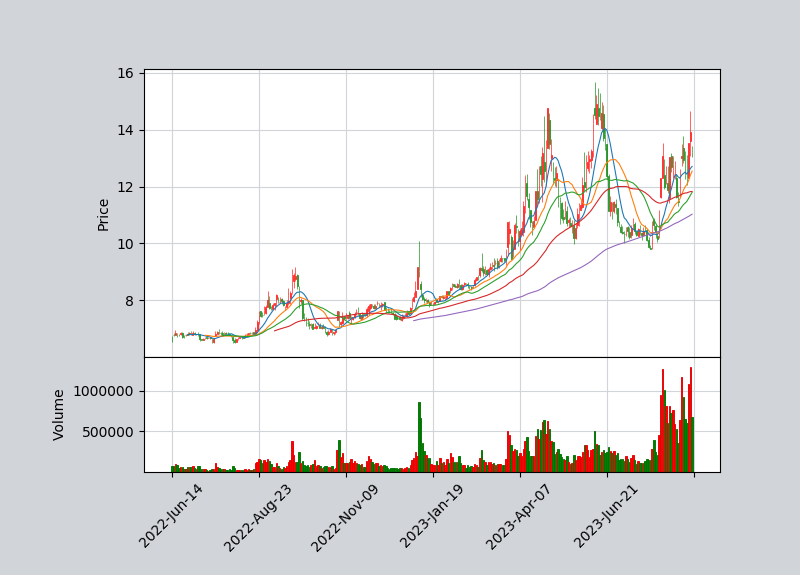 16
14
12
10
8
Price
1000000
500000
Volume
2022-Jun-14
2022-Aug-23
2022-Nov-09
2023-Jan-19
2023-Apr-07
2023-Jun-21